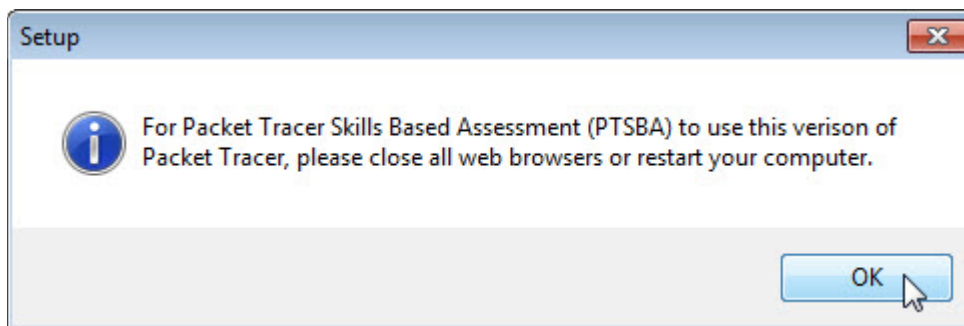 Setup
For Packet Tracer Skills Based Assessment (PTSBA) to use this verison of
Packet Tracer, please close all web browsers or restart your computer.
OK